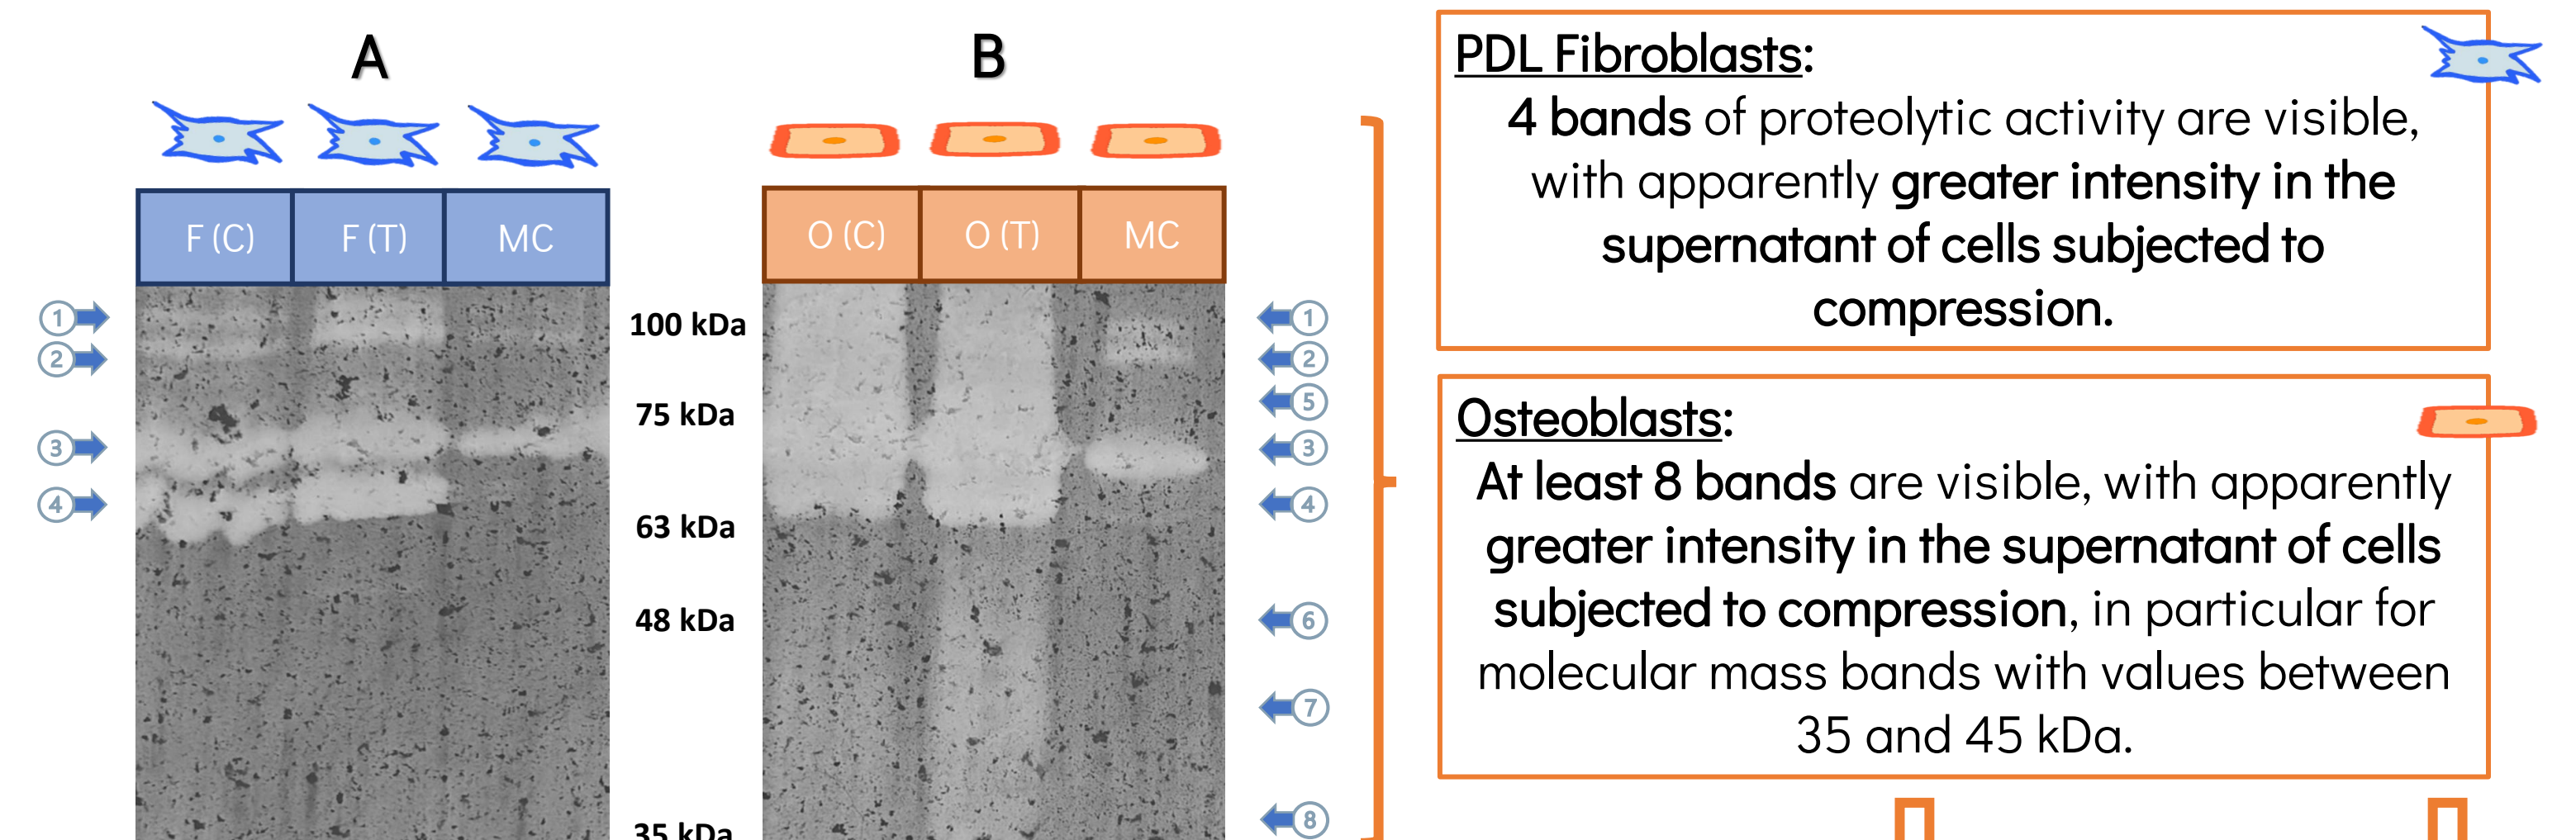 A
F (C) F (T) MC
1
2
3
4
100 kDa
75 kDa
63 kDa
48 kDa
35 kDa
B
O (C) O (T) MC
1
2
5
3
4
6
7
8
PDL Fibroblasts:
4 bands of proteolytic activity are visible,
with apparently greater intensity in the
supernatant of cells subjected to
compression.
Osteoblasts:
At least 8 bands are visible, with apparently
greater intensity in the supernatant of cells
subjected to compression, in particular for
molecular mass bands with values between
35 and 45 kDa.